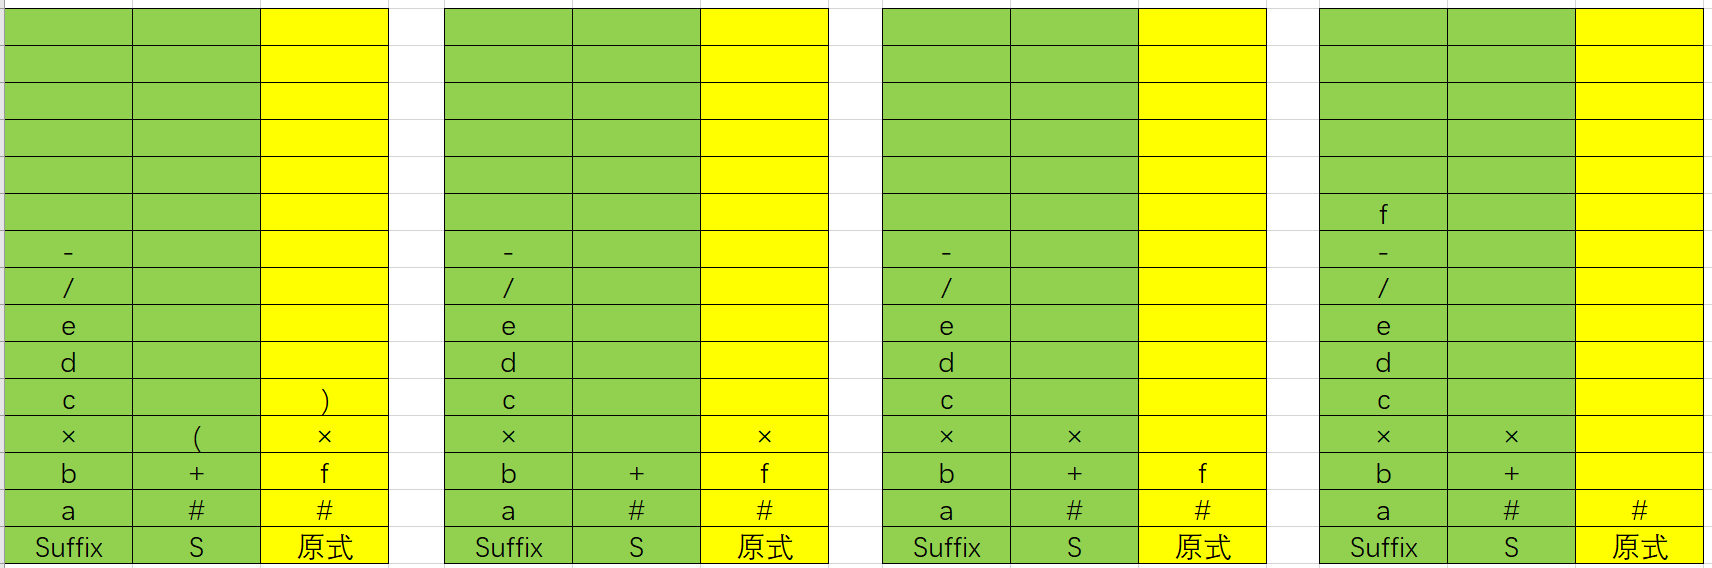 f
- - - -
/ / / /
e e e e
d d d d
c ) c c c
× ( × × × × × × ×
b + f b + f b + f b +
a # # a # # a # # a # #
Suffix S 原式 Suffix S 原式 Suffix S 原式 Suffix S 原式